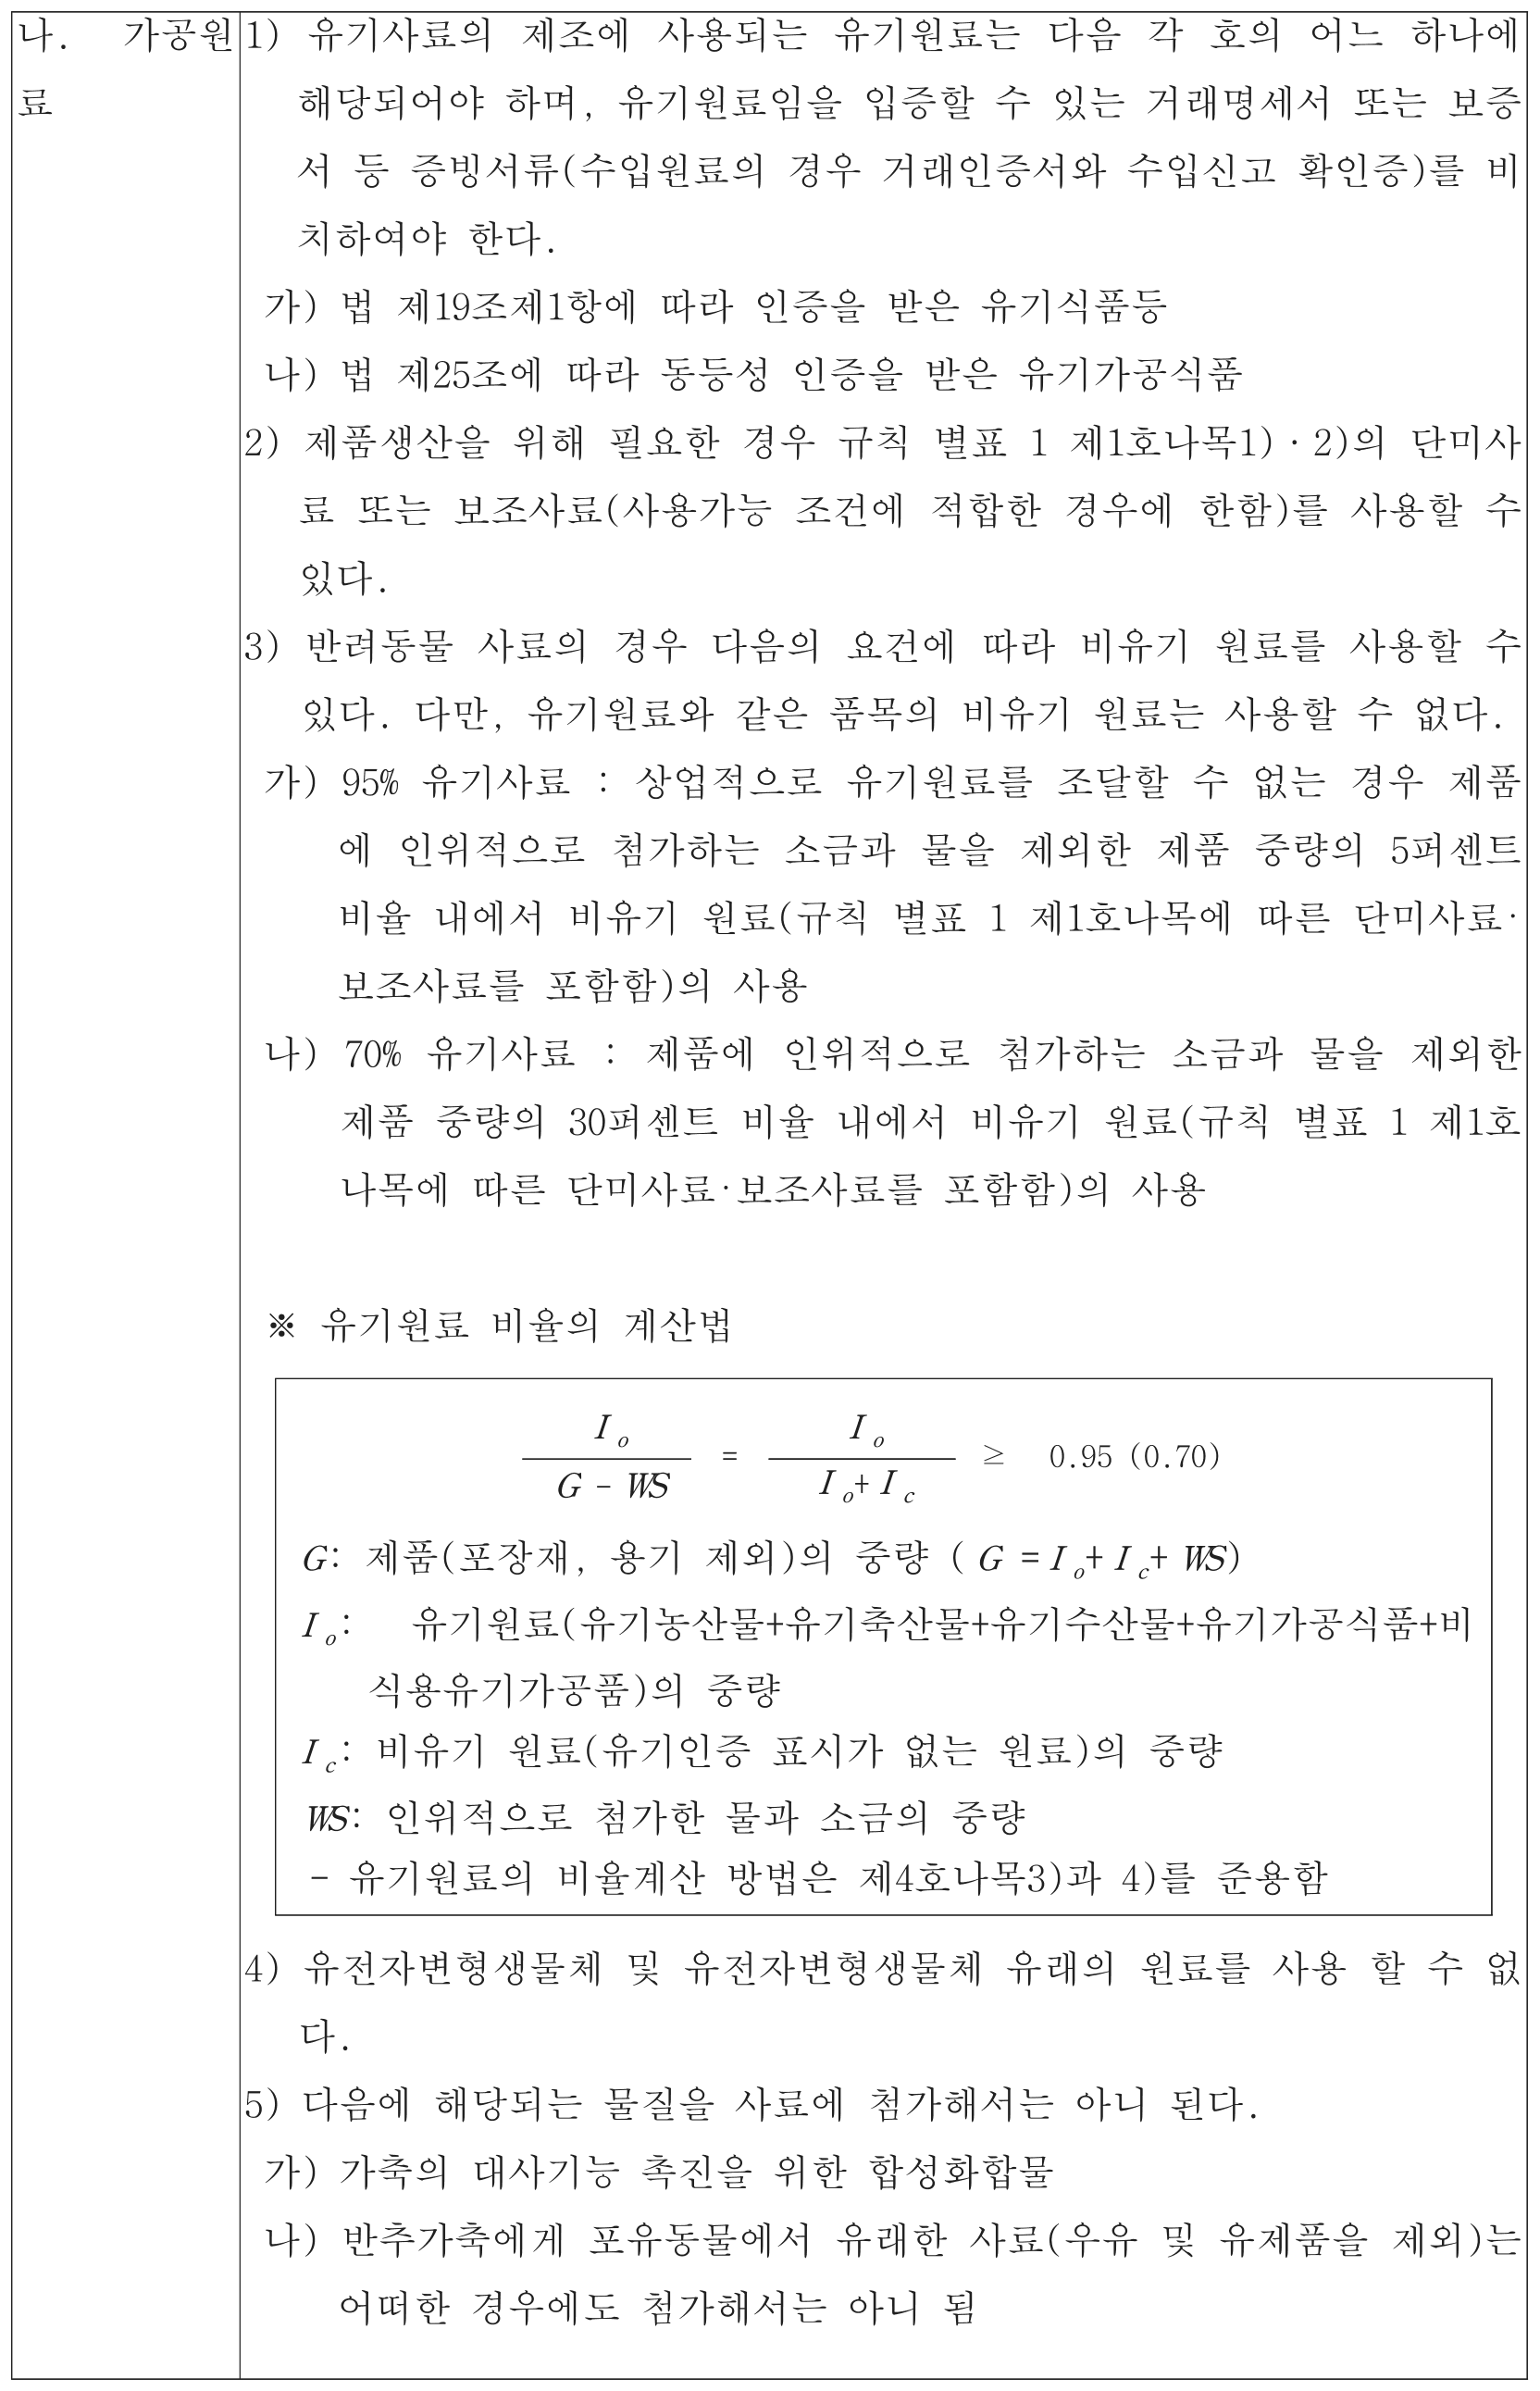 나. 가공원
료
1) 유기사료의 제조에 사용되는 유기원료는 다음 각 호의 어느 하나에
해당되어야 하며, 유기원료임을 입증할 수 있는 거래명세서 또는 보증
서 등 증빙서류(수입원료의 경우 거래인증서와 수입신고 확인증)를 비
치하여야 한다.
가) 법 제19조제1항에 따라 인증을 받은 유기식품등
나) 법 제25조에 따라 동등성 인증을 받은 유기가공식품
2) 제품생산을 위해 필요한 경우 규칙 별표 1 제1호나목1)·2)의 단미사
료 또는 보조사료(사용가능 조건에 적합한 경우에 한함)를 사용할 수
있다.
3) 반려동물 사료의 경우 다음의 요건에 따라 비유기 원료를 사용할 수
있다. 다만, 유기원료와 같은 품목의 비유기 원료는 사용할 수 없다.
가) 95% 유기사료 : 상업적으로 유기원료를 조달할 수 없는 경우 제품
에 인위적으로 첨가하는 소금과 물을 제외한 제품 중량의 5퍼센트
비율 내에서 비유기 원료(규칙 별표 1 제1호나목에 따른 단미사료·
보조사료를 포함함)의 사용
나) 70% 유기사료 : 제품에 인위적으로 첨가하는 소금과 물을 제외한
제품 중량의 30퍼센트 비율 내에서 비유기 원료(규칙 별표 1 제1호
나목에 따른 단미사료·보조사료를 포함함)의 사용
※ 유기원료 비율의 계산법
I_o / (G - WS) = I_o / (I_o + I_c) ≥ 0.95 (0.70)
G: 제품(포장재, 용기 제외)의 중량 ( G = I_o + I_c + WS)
I_o: 유기원료(유기농산물+유기축산물+유기수산물+유기가공식품+비
식용유기가공품)의 중량
I_c: 비유기 원료(유기인증 표시가 없는 원료)의 중량
WS: 인위적으로 첨가한 물과 소금의 중량
- 유기원료의 비율계산 방법은 제4호나목3)과 4)를 준용함
4) 유전자변형생물체 및 유전자변형생물체 유래의 원료를 사용 할 수 없
다.
5) 다음에 해당되는 물질을 사료에 첨가해서는 아니 된다.
가) 가축의 대사기능 촉진을 위한 합성화합물
나) 반추가축에게 포유동물에서 유래한 사료(우유 및 유제품을 제외)는
어떠한 경우에도 첨가해서는 아니 됨